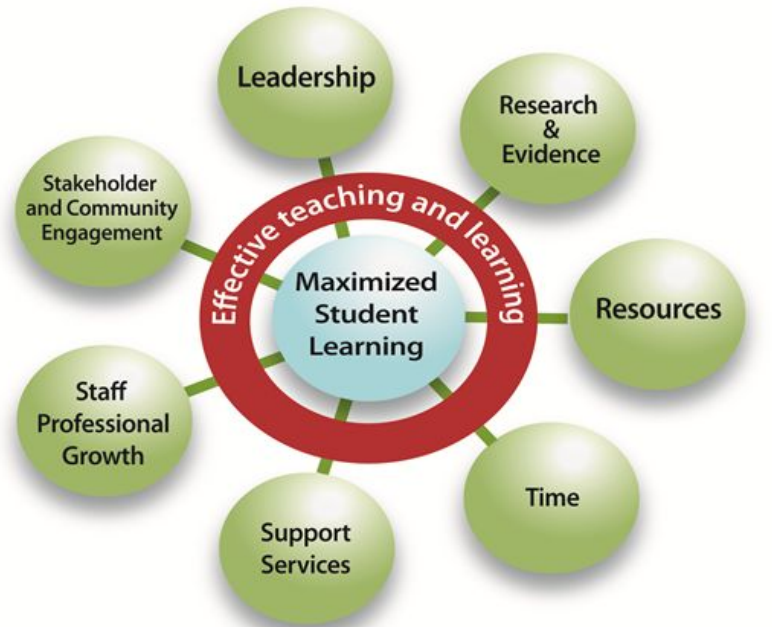 Leadership
Research
&
Evidence
Stakeholder
and Community
Engagement
Effective teaching and learning
Maximized
Student
Learning
Resources
Staff
Professional
Growth
Time
Support
Services